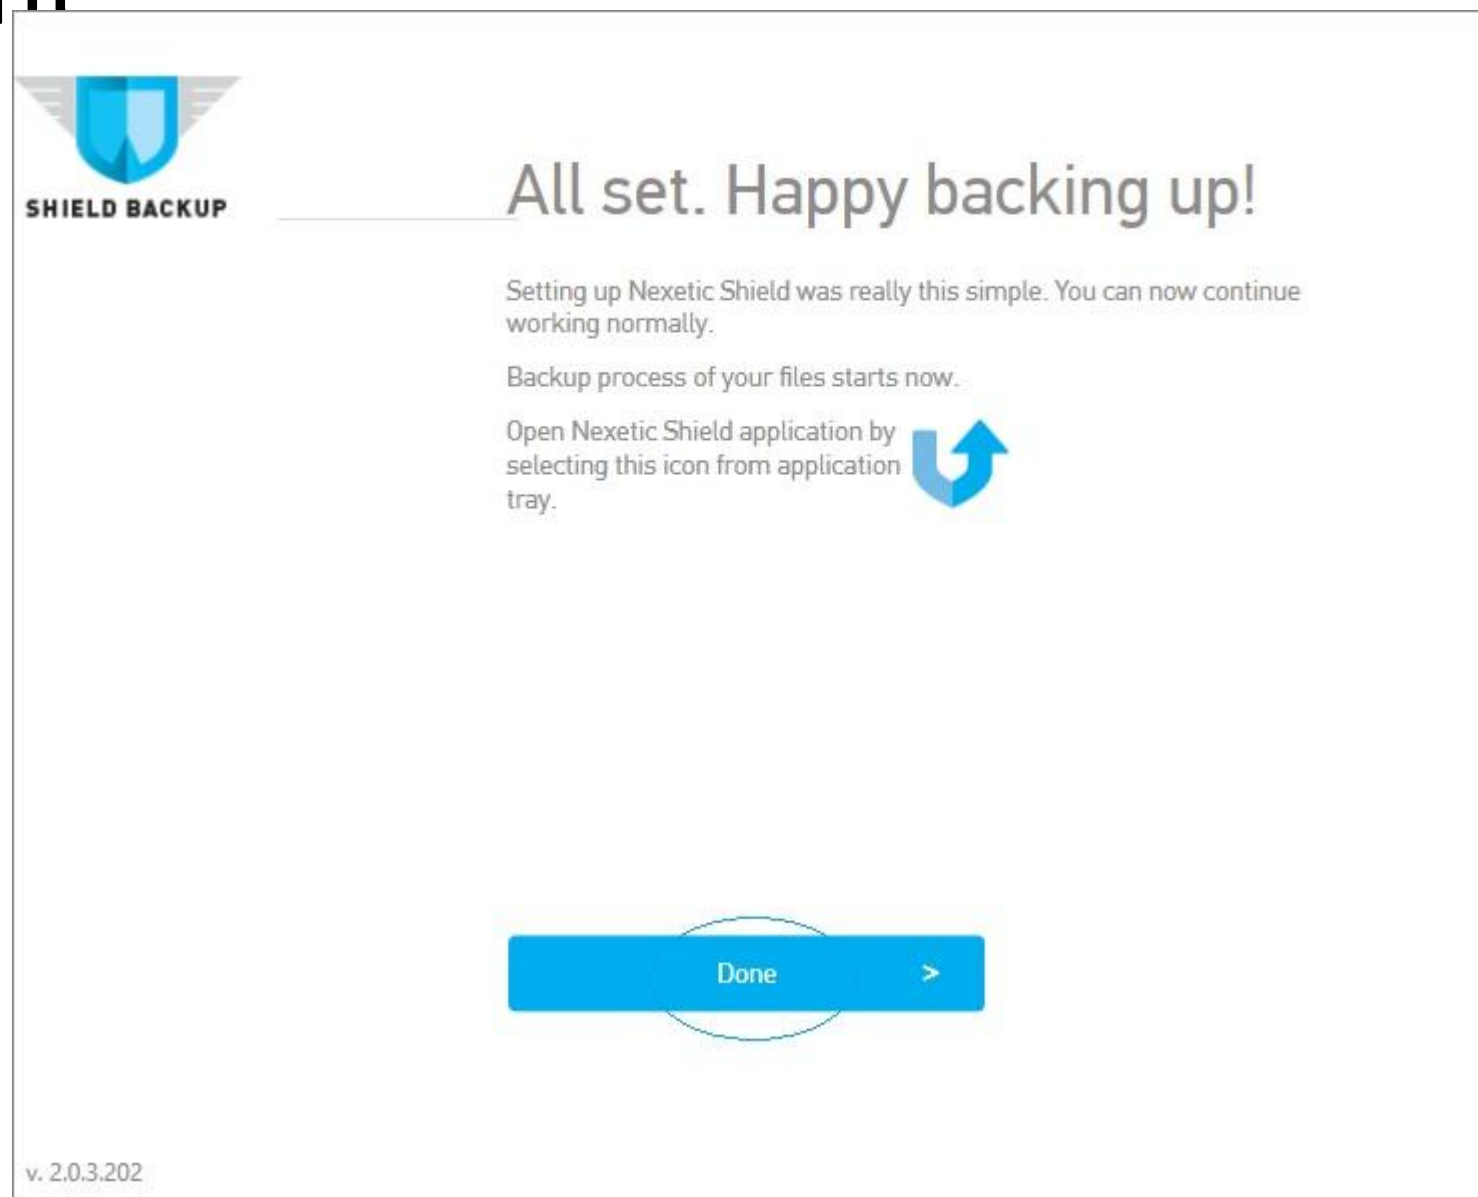 SHIELD BACKUP
All set. Happy backing up!
Setting up Nexetic Shield was really this simple. You can now continue
working normally.
Backup process of your files starts now.
Open Nexetic Shield application by
selecting this icon from application
tray.
Done >
v. 2.0.3.202